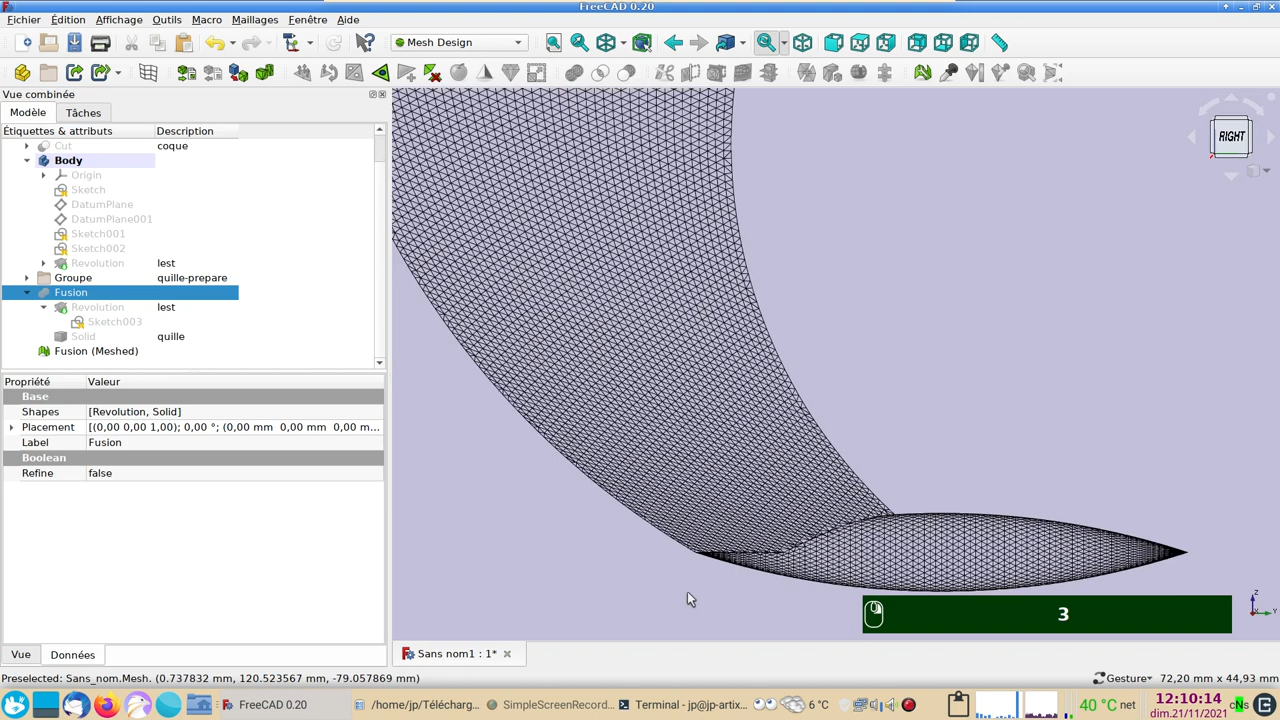 FreeCAD 0.20
Fichier Édition Affichage Outils Macro Maillages Fenêtre Aide
Mesh Design
Vue combinée
Modèle Tâches
Étiquettes & attributs Description
Cut coque
Body
Origin
Sketch
DatumPlane
DatumPlane001
Sketch001
Sketch002
Revolution lest
Groupe quille-prepare
Fusion
Revolution lest
Sketch003
Solid quille
Fusion (Meshed)
Propriété Valeur
Base
Shapes [Revolution, Solid]
Placement [(0,00 0,00 1,00); 0,00 °; (0,00 mm 0,00 mm 0,00 m...
Label Fusion
Boolean
Refine false
RIGHT
3
Z
Y
Vue Données
Sans nom1 : 1*
Preselected: Sans_nom.Mesh. (0.737832 mm, 120.523567 mm, -79.057869 mm) Gesture 72,20 mm x 44,93 mm
FreeCAD 0.20 /home/jp/Télécharg... SimpleScreenRecord... Terminal - jp@jp-artix... 6 °C 40 °C net 12:10:14
dim.21/11/2021
cNs